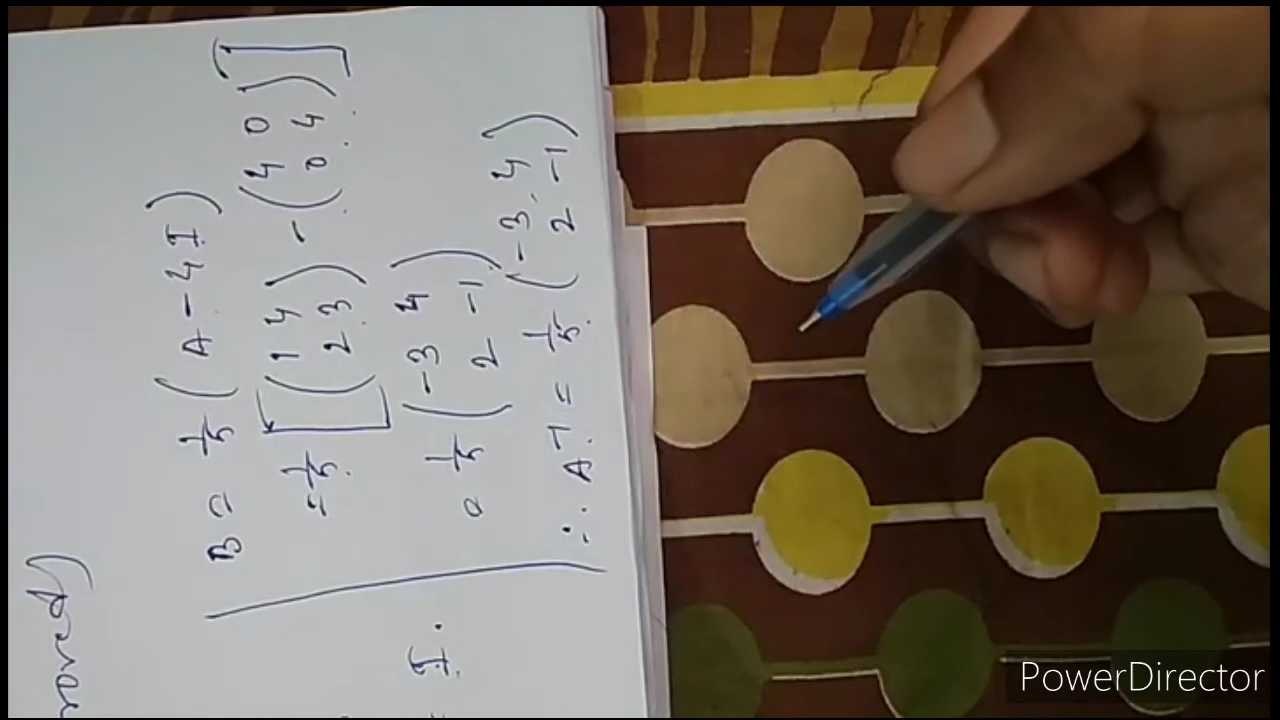 roved)
B = 1/5 (A - 4I)
= 1/5 [(1 4
2 3) - (4 0
0 4)]
= 1/5 (-3 4
2 -1)
∴ A⁻¹ = 1/5 (-3 4
2 -1)
= I.
PowerDirector